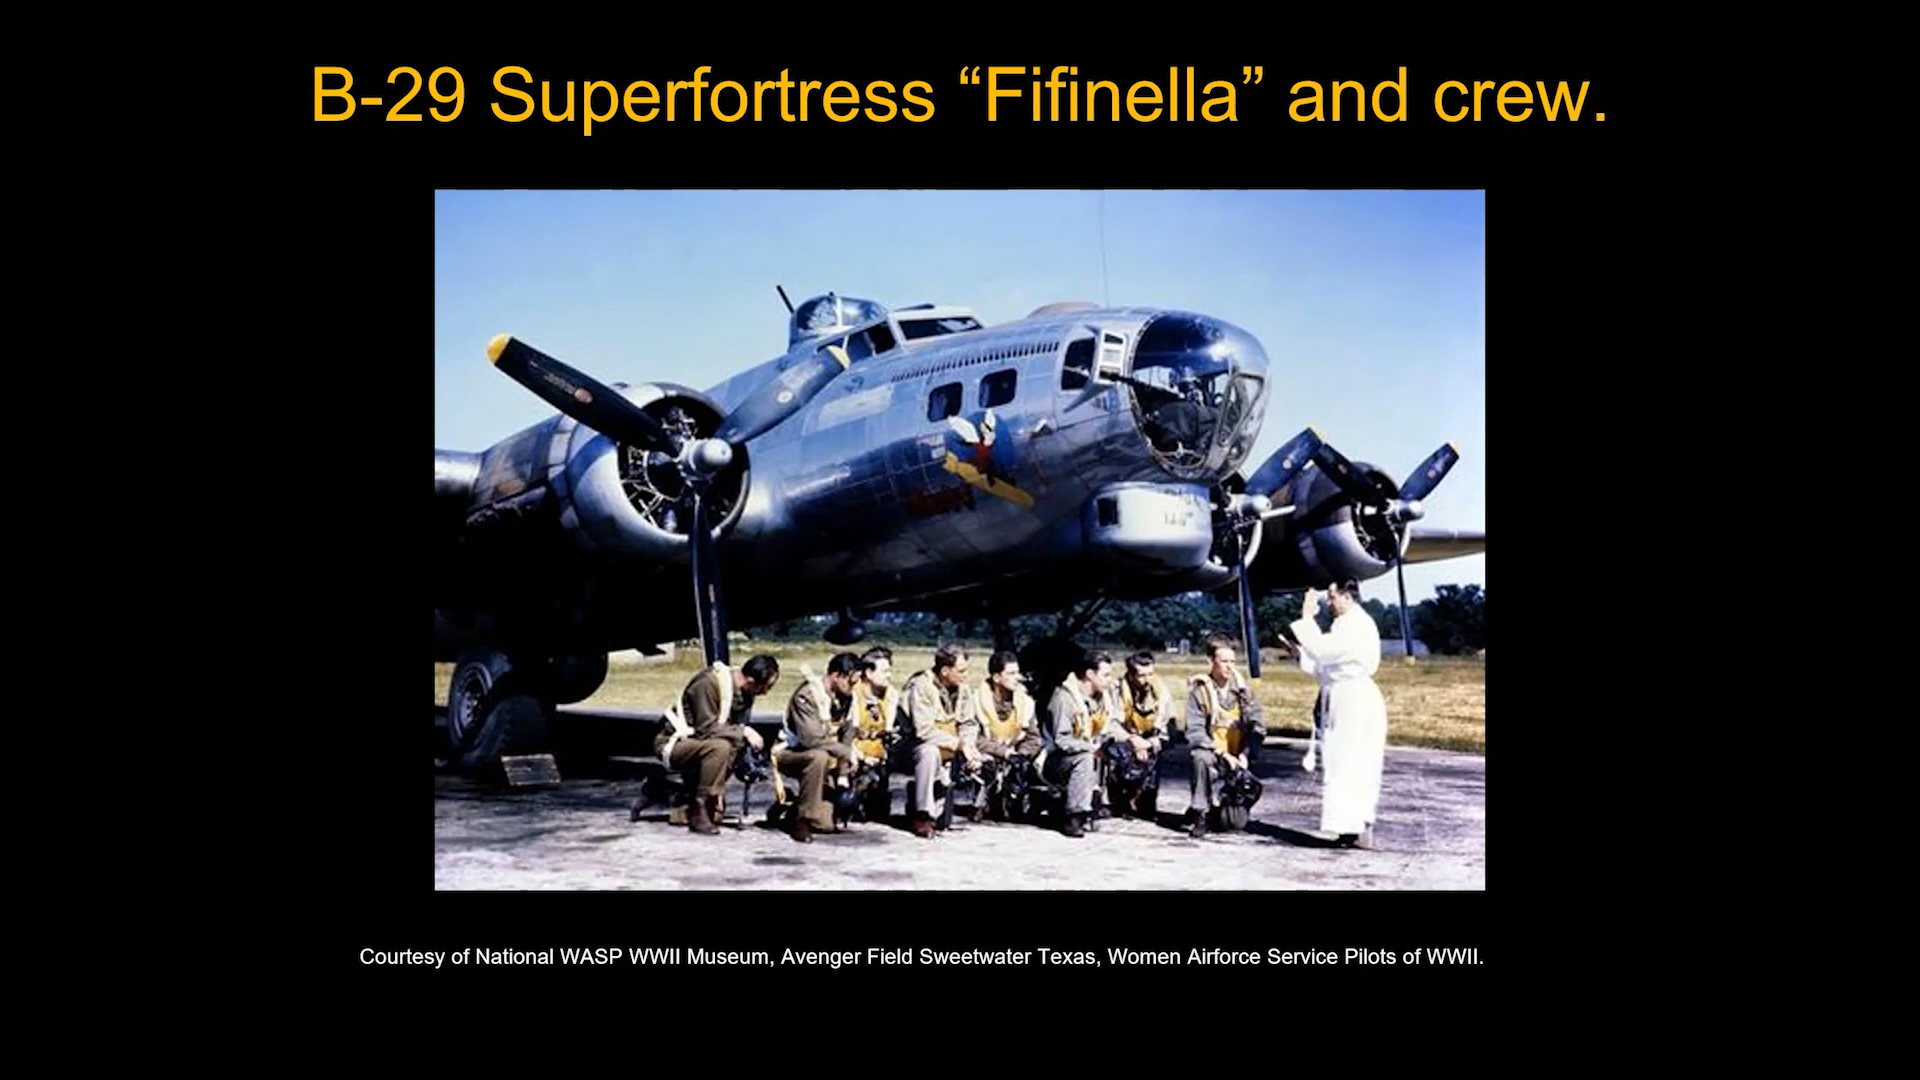 B-29 Superfortress “Fifinella” and crew.
Courtesy of National WASP WWII Museum, Avenger Field Sweetwater Texas, Women Airforce Service Pilots of WWII.